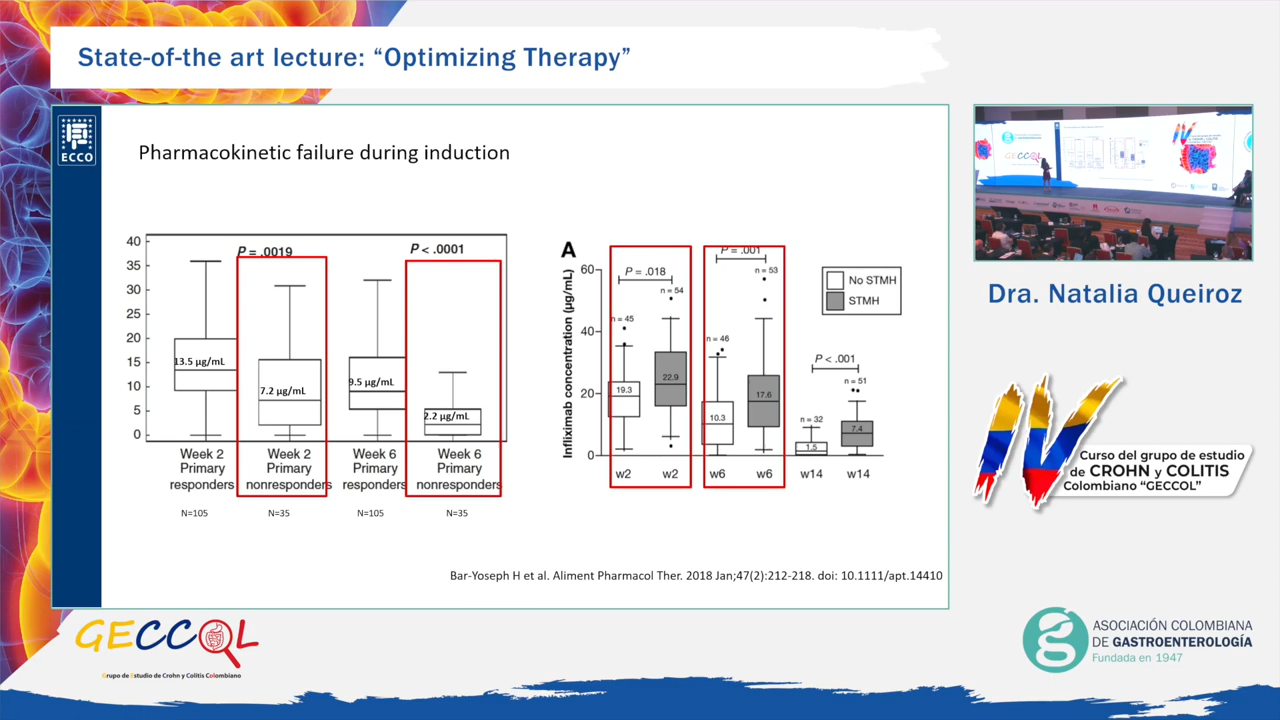 State-of-the art lecture: “Optimizing Therapy”
ECCO
Pharmacokinetic failure during induction
40
35
30
25
20
15
10
5
0
P = .0019
P < .0001
13.5 µg/mL
7.2 µg/mL
9.5 µg/mL
2.2 µg/mL
Week 2
Primary
responders
Week 2
Primary
nonresponders
Week 6
Primary
responders
Week 6
Primary
nonresponders
N=105
N=35
N=105
N=35
A
Infliximab concentration (µg/mL)
60
40
20
0
P = .018
P = .001
P < .001
n = 45
n = 54
n = 46
n = 53
n = 32
n = 51
19.3
22.9
10.3
17.6
1.5
7.4
w2
w2
w6
w6
w14
w14
No STMH
STMH
Bar-Yoseph H et al. Aliment Pharmacol Ther. 2018 Jan;47(2):212-218. doi: 10.1111/apt.14410
Dra. Natalia Queiroz
IV
Curso del grupo de estudio
de CROHN y COLITIS
Colombiano “GECCOL”
GECCOL
Grupo de Estudio de Crohn y Colitis Colombiano
ASOCIACIÓN COLOMBIANA
DE GASTROENTEROLOGÍA
Fundada en 1947